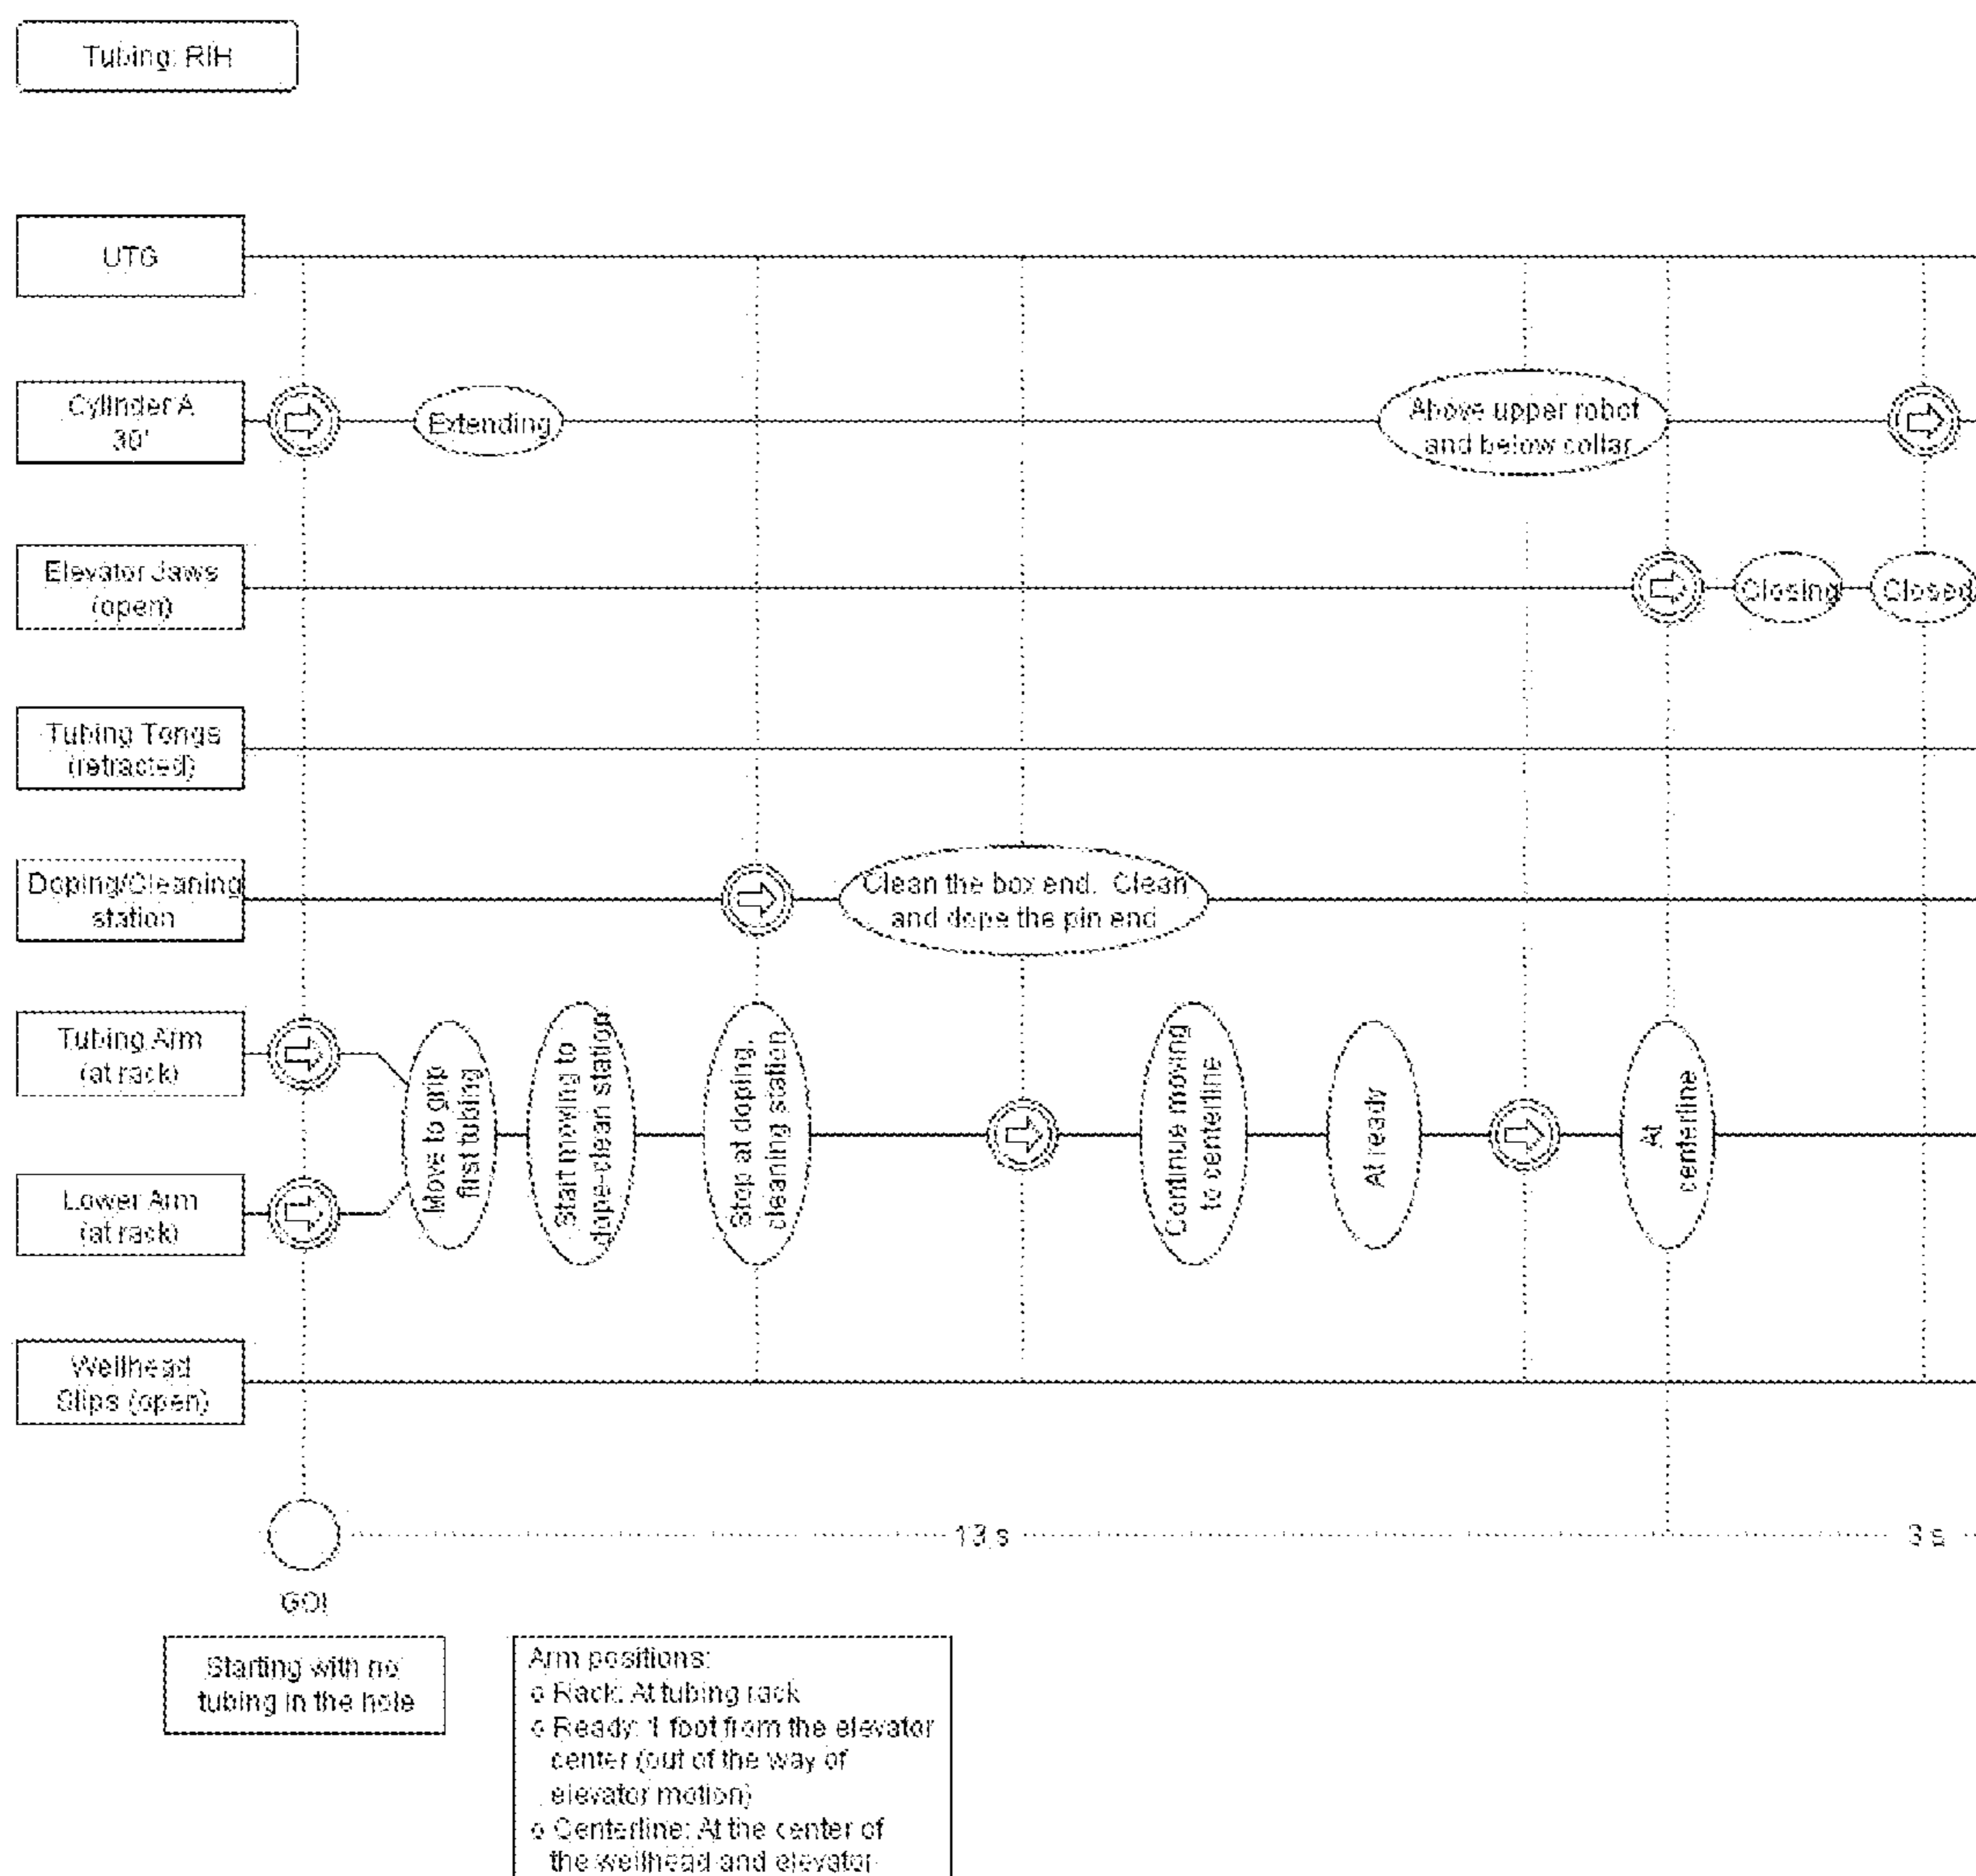 Tubing: RIH
UTG
Cylinder A
30'
Extending
Above upper robot
and below collar
Elevator Jaws
(open)
Closing
Closed
Tubing Tongs
(retracted)
Doping/Cleaning
station
Clean the box end. Clean
and dope the pin end
Tubing Arm
(at rack)
Lower Arm
(at rack)
Move to grip
first tubing
Start moving to
dope-clean station
Stop at doping,
cleaning station
Continue moving
to centerline
At ready
At
centerline
Wellhead
Slips (open)
13 s
3 s
GO!
Starting with no
tubing in the hole
Arm positions:
o Rack: At tubing rack
o Ready: 1 foot from the elevator
center (out of the way of
elevator motion)
o Centerline: At the center of
the wellhead and elevator